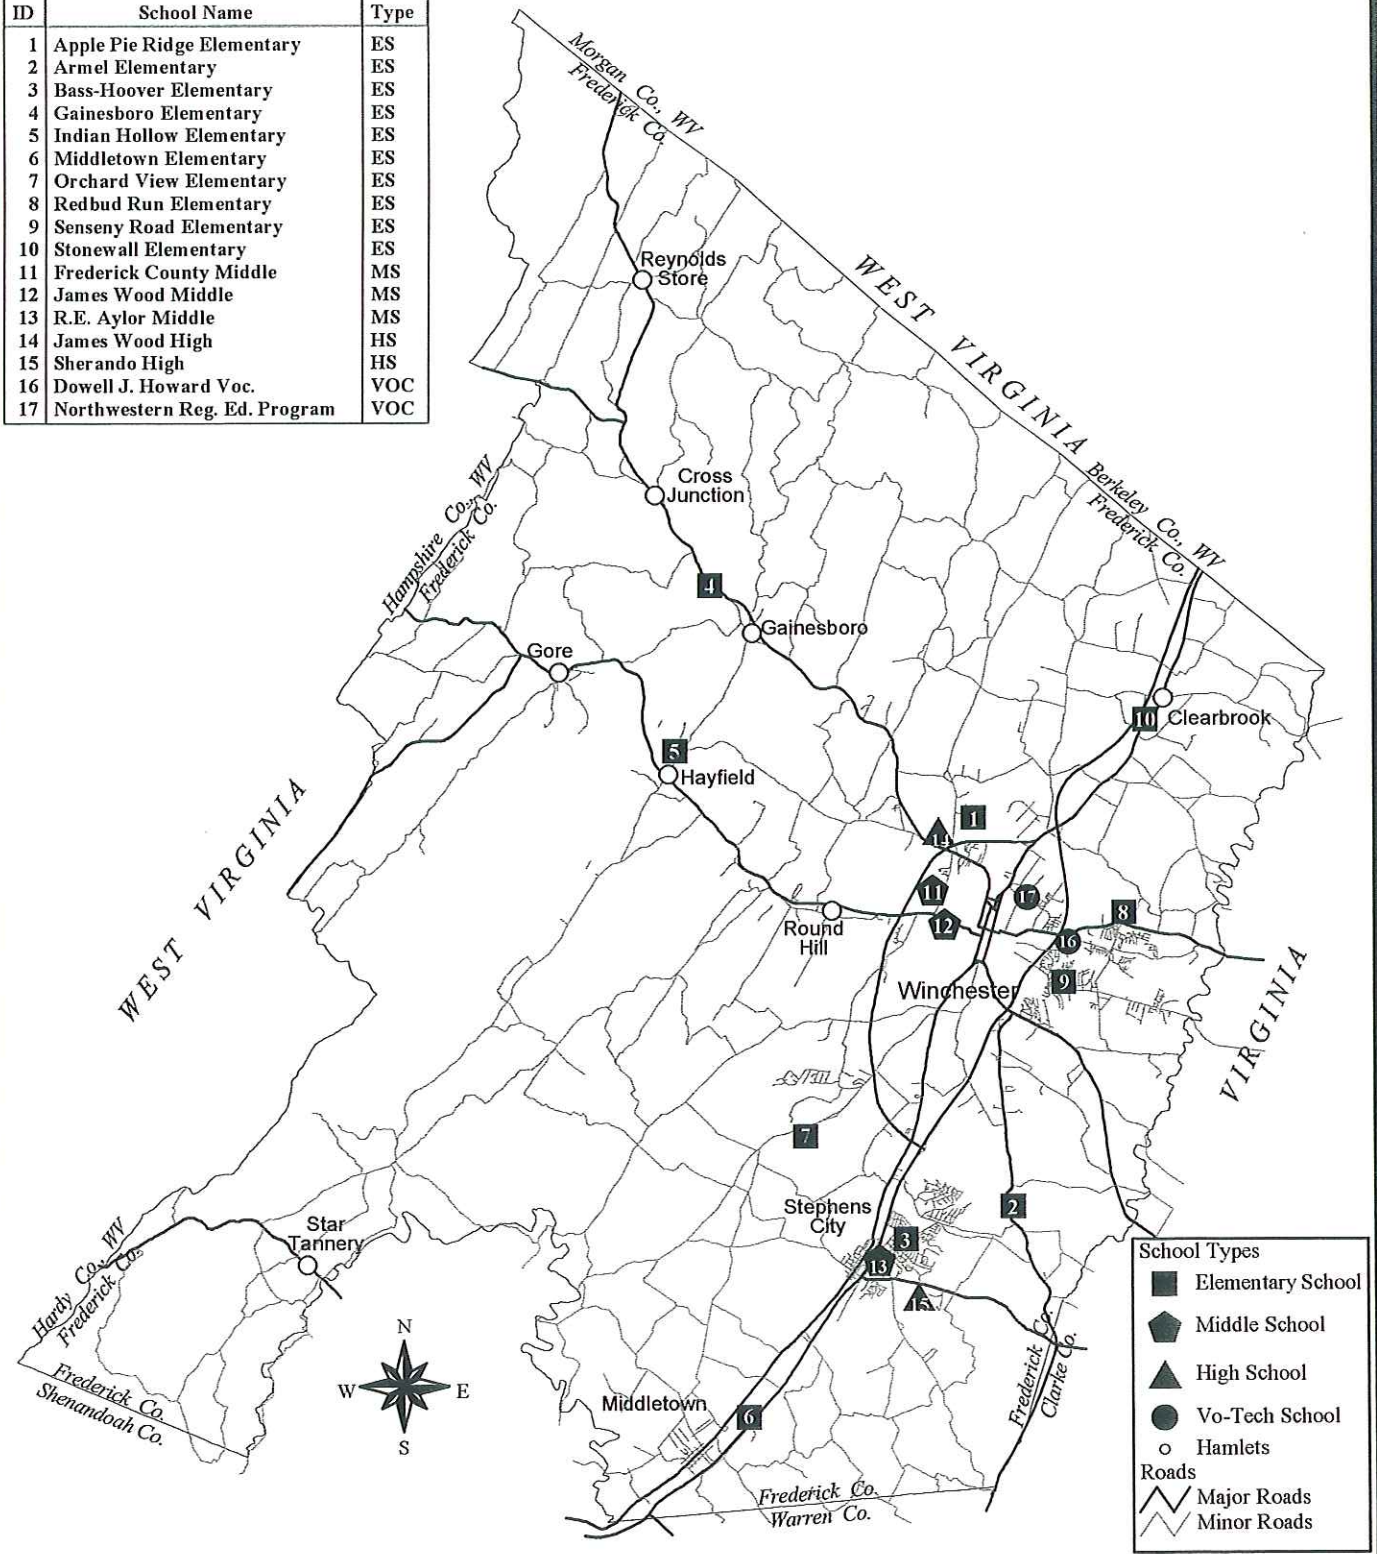 ID School Name Type
1 Apple Pie Ridge Elementary ES
2 Armel Elementary ES
3 Bass-Hoover Elementary ES
4 Gainesboro Elementary ES
5 Indian Hollow Elementary ES
6 Middletown Elementary ES
7 Orchard View Elementary ES
8 Redbud Run Elementary ES
9 Senseny Road Elementary ES
10 Stonewall Elementary ES
11 Frederick County Middle MS
12 James Wood Middle MS
13 R.E. Aylor Middle MS
14 James Wood High HS
15 Sherando High HS
16 Dowell J. Howard Voc. VOC
17 Northwestern Reg. Ed. Program VOC
Morgan Co., WV
Frederick Co.
Reynolds
Store
WEST VIRGINIA
Berkeley Co., WV
Frederick Co.
Cross
Junction
Hampshire Co., WV
Frederick Co.
4
Gainesboro
Gore
10
Clearbrook
5
Hayfield
WEST VIRGINIA
1
14
11
17
8
12
Round
Hill
16
9
Winchester
VIRGINIA
7
Stephens
City
2
3
13
15
Star
Tannery
Hardy Co., WV
Frederick Co.
Frederick Co.
Shenandoah Co.
N
W E
S
Middletown
6
Frederick Co.
Clarke Co.
Frederick Co.
Warren Co.
School Types
Elementary School
Middle School
High School
Vo-Tech School
Hamlets
Roads
Major Roads
Minor Roads